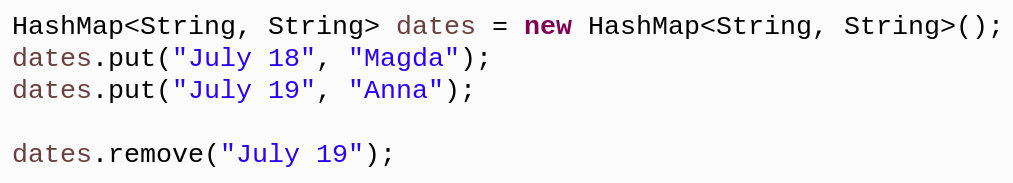 HashMap<String, String> dates = new HashMap<String, String>();
dates.put("July 18", "Magda");
dates.put("July 19", "Anna");
dates.remove("July 19");